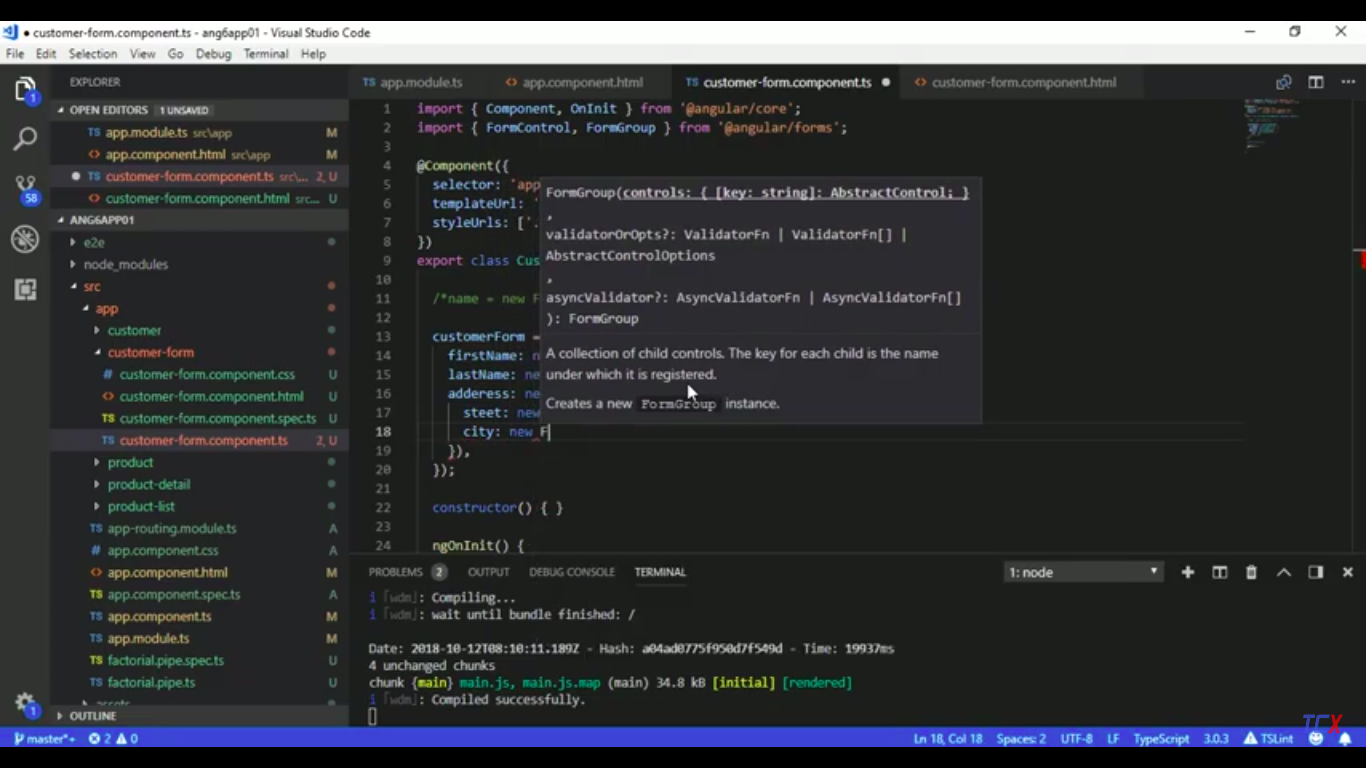 ● customer-form.component.ts - ang6app01 - Visual Studio Code
File Edit Selection View Go Debug Terminal Help
EXPLORER
OPEN EDITORS 1 UNSAVED
TS app.module.ts src\app M
<> app.component.html src\app M
● TS customer-form.component.ts src\... 2, U
<> customer-form.component.html src... U
ANG6APP01
e2e
node_modules
src
app
customer
customer-form
# customer-form.component.css U
<> customer-form.component.html U
TS customer-form.component.spec.ts U
TS customer-form.component.ts 2, U
product
product-detail
product-list
TS app-routing.module.ts A
# app.component.css A
<> app.component.html M
TS app.component.spec.ts A
TS app.component.ts M
TS app.module.ts M
TS factorial.pipe.spec.ts U
TS factorial.pipe.ts U
assets
OUTLINE
1
58
1
TS app.module.ts <> app.component.html TS customer-form.component.ts ● <> customer-form.component.html
1 import { Component, OnInit } from '@angular/core';
2 import { FormControl, FormGroup } from '@angular/forms';
3
4 @Component({
5 selector: 'app
6 templateUrl: '
7 styleUrls: ['.
8 })
9 export class Cus
10
11 /*name = new F
12
13 customerForm =
14 firstName: n
15 lastName: ne
16 adderess: ne
17 steet: new
18 city: new F
19 }),
20 });
21
22 constructor() { }
23
24 ngOnInit() {
FormGroup(controls: { [key: string]: AbstractControl; }
,
validatorOrOpts?: ValidatorFn | ValidatorFn[] |
AbstractControlOptions
,
asyncValidator?: AsyncValidatorFn | AsyncValidatorFn[]
): FormGroup
A collection of child controls. The key for each child is the name
under which it is registered.
Creates a new FormGroup instance.
PROBLEMS 2 OUTPUT DEBUG CONSOLE TERMINAL 1: node
i ｢wdm｣: Compiling...
i ｢wdm｣: wait until bundle finished: /
Date: 2018-10-12T08:10:11.189Z - Hash: a04ad0775f950d7f549d - Time: 19937ms
4 unchanged chunks
chunk {main} main.js, main.js.map (main) 34.8 kB [initial] [rendered]
i ｢wdm｣: Compiled successfully.
TCX
master*+ 2 0 Ln 18, Col 18 Spaces: 2 UTF-8 LF TypeScript 3.0.3 TSLint